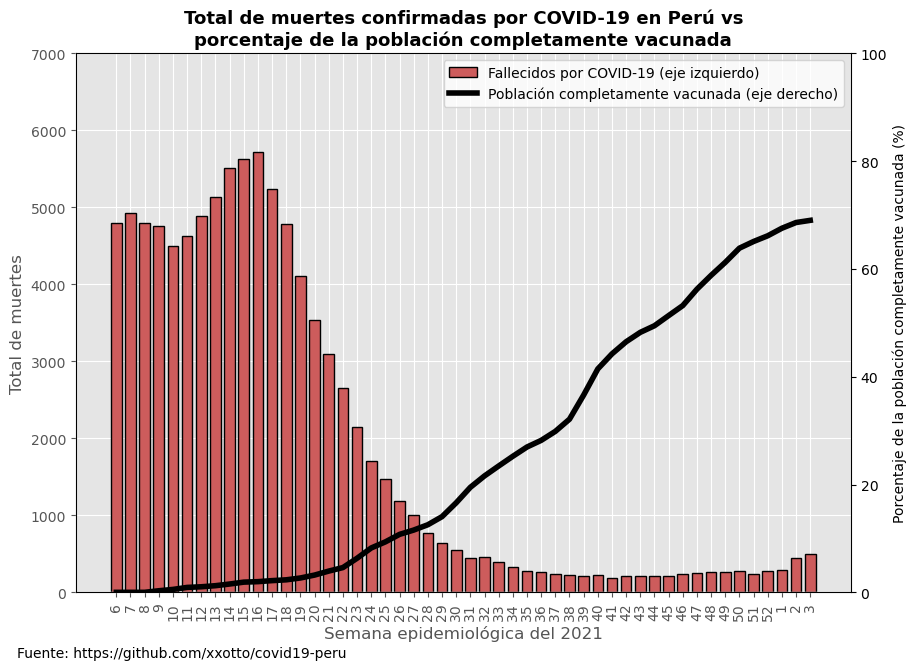 Total de muertes confirmadas por COVID-19 en Perú vs
porcentaje de la población completamente vacunada
Fallecidos por COVID-19 (eje izquierdo)
Población completamente vacunada (eje derecho)
Total de muertes
7000
6000
5000
4000
3000
2000
1000
0
100
80
60
40
20
0
Porcentaje de la población completamente vacunada (%)
6 7 8 9 10 11 12 13 14 15 16 17 18 19 20 21 22 23 24 25 26 27 28 29 30 31 32 33 34 35 36 37 38 39 40 41 42 43 44 45 46 47 48 49 50 51 52 1 2 3
Semana epidemiológica del 2021
Fuente: https://github.com/xxotto/covid19-peru